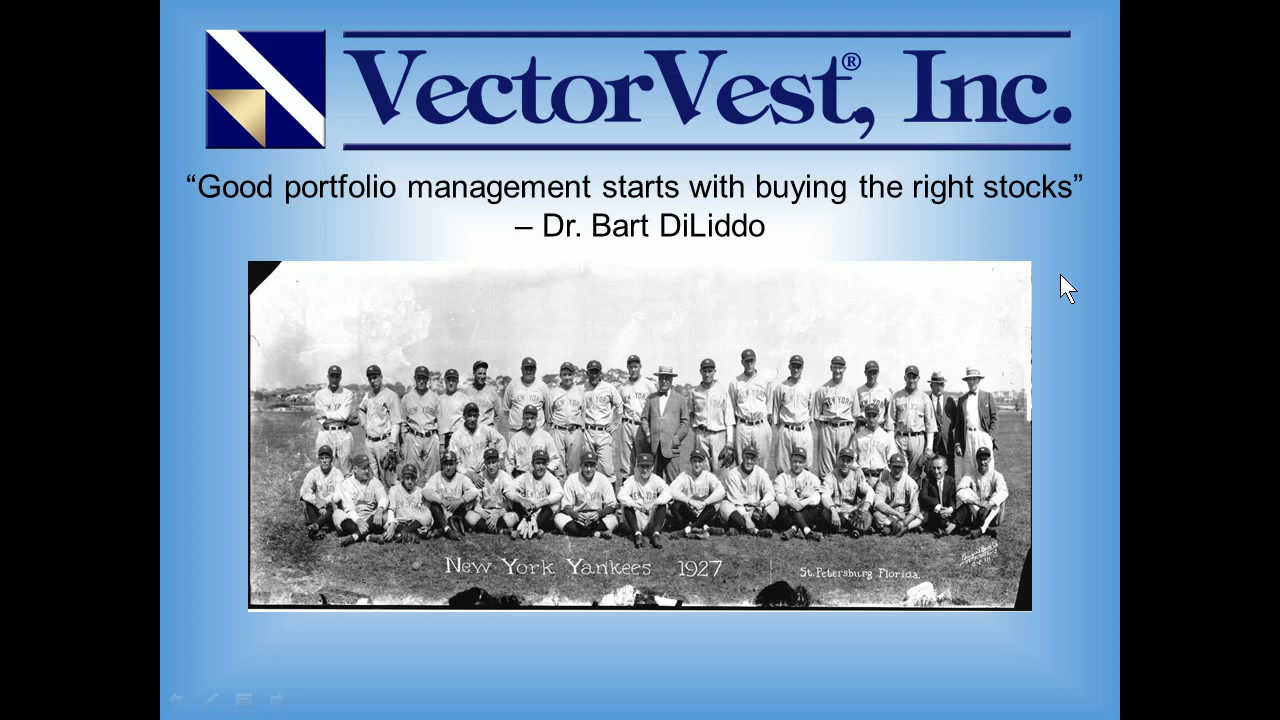 VectorVest®, Inc.
“Good portfolio management starts with buying the right stocks”
– Dr. Bart DiLiddo
New York Yankees 1927
St. Petersburg Florida.